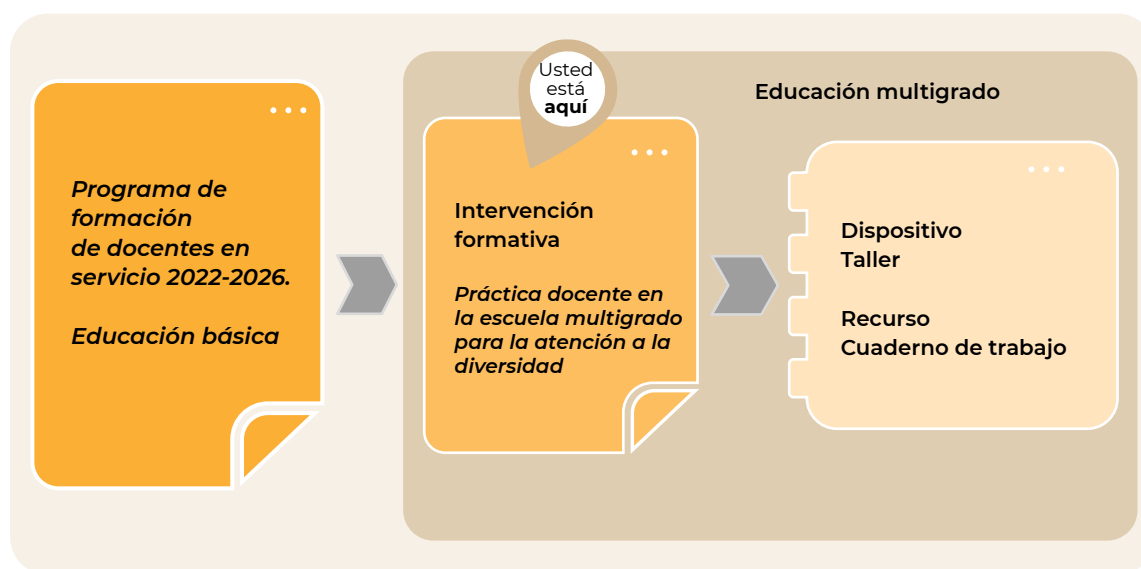 Usted
está
aquí
Educación multigrado
Programa de
formación
de docentes en
servicio 2022-2026.
Educación básica
Intervención
formativa
Práctica docente en
la escuela multigrado
para la atención a la
diversidad
Dispositivo
Taller
Recurso
Cuaderno de trabajo